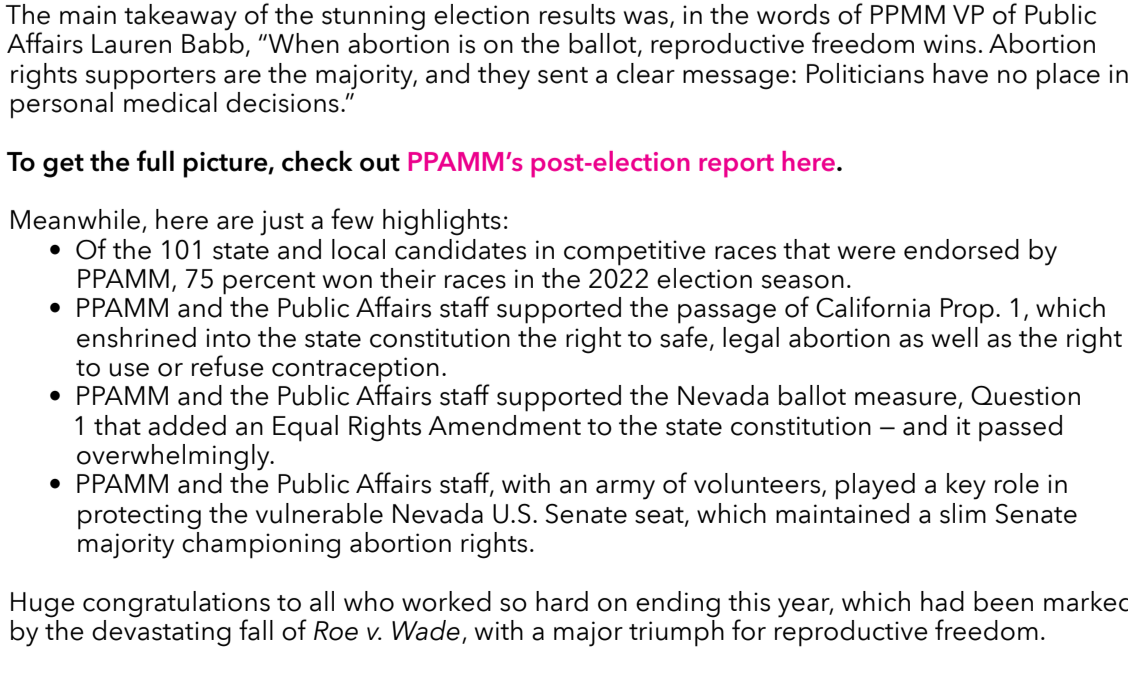 The main takeaway of the stunning election results was, in the words of PPMM VP of Public
Affairs Lauren Babb, “When abortion is on the ballot, reproductive freedom wins. Abortion
rights supporters are the majority, and they sent a clear message: Politicians have no place in
personal medical decisions.”
To get the full picture, check out PPAMM’s post-election report here.
Meanwhile, here are just a few highlights:
• Of the 101 state and local candidates in competitive races that were endorsed by
PPAMM, 75 percent won their races in the 2022 election season.
• PPAMM and the Public Affairs staff supported the passage of California Prop. 1, which
enshrined into the state constitution the right to safe, legal abortion as well as the right
to use or refuse contraception.
• PPAMM and the Public Affairs staff supported the Nevada ballot measure, Question
1 that added an Equal Rights Amendment to the state constitution — and it passed
overwhelmingly.
• PPAMM and the Public Affairs staff, with an army of volunteers, played a key role in
protecting the vulnerable Nevada U.S. Senate seat, which maintained a slim Senate
majority championing abortion rights.
Huge congratulations to all who worked so hard on ending this year, which had been marked
by the devastating fall of Roe v. Wade, with a major triumph for reproductive freedom.